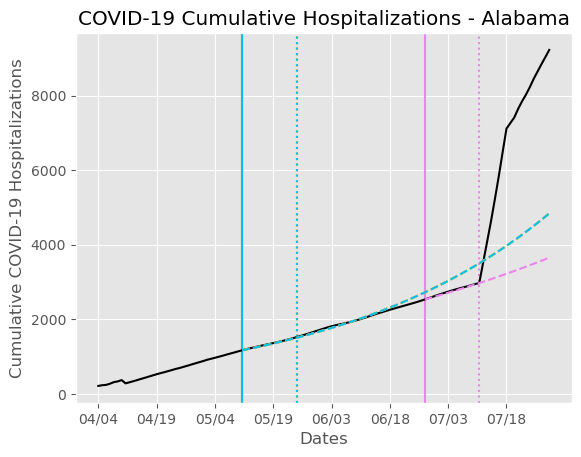 COVID-19 Cumulative Hospitalizations - Alabama
Cumulative COVID-19 Hospitalizations
8000
6000
4000
2000
0
04/04 04/19 05/04 05/19 06/03 06/18 07/03 07/18
Dates